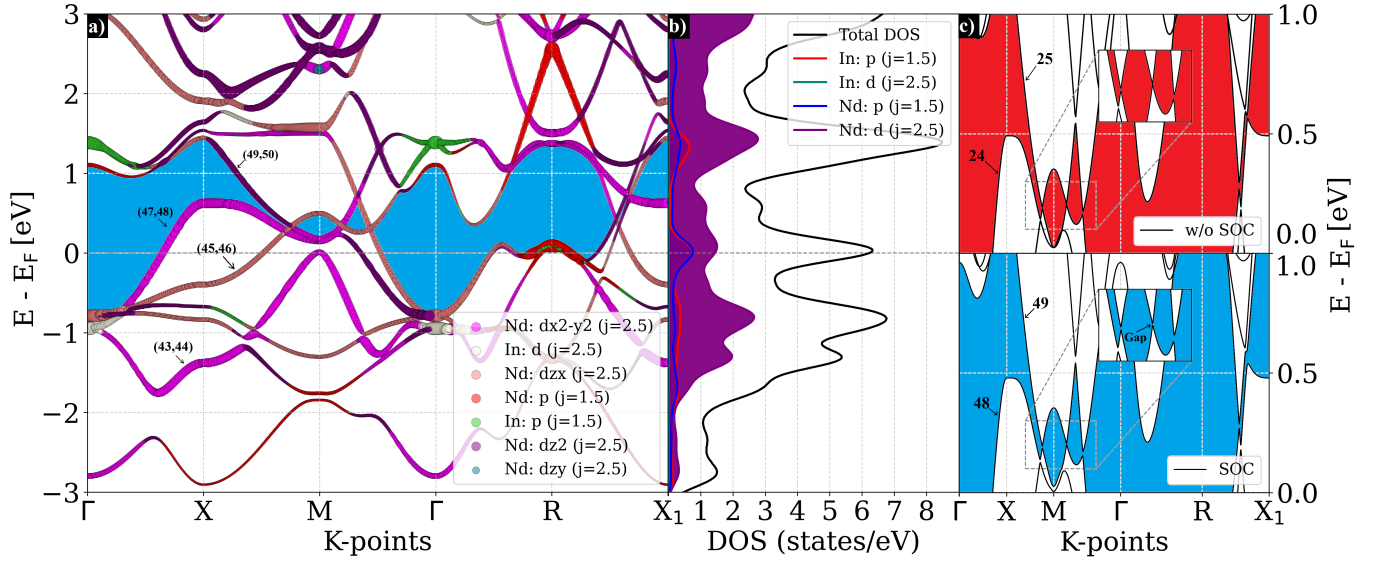 a)
3
2
1
0
−1
−2
−3
E - E_F [eV]
(49,50)
(47,48)
(45,46)
(43,44)
Nd: dx2-y2 (j=2.5)
In: d (j=2.5)
Nd: dzx (j=2.5)
Nd: p (j=1.5)
In: p (j=1.5)
Nd: dz2 (j=2.5)
Nd: dzy (j=2.5)
Γ X M Γ R X₁
K-points
b)
Total DOS
In: p (j=1.5)
In: d (j=2.5)
Nd: p (j=1.5)
Nd: d (j=2.5)
1 2 3 4 5 6 7 8
DOS (states/eV)
c)
25
24
w/o SOC
1.0
0.5
0.0
49
Gap
48
SOC
1.0
0.5
0.0
E - E_F [eV]
Γ X M Γ R X₁
K-points